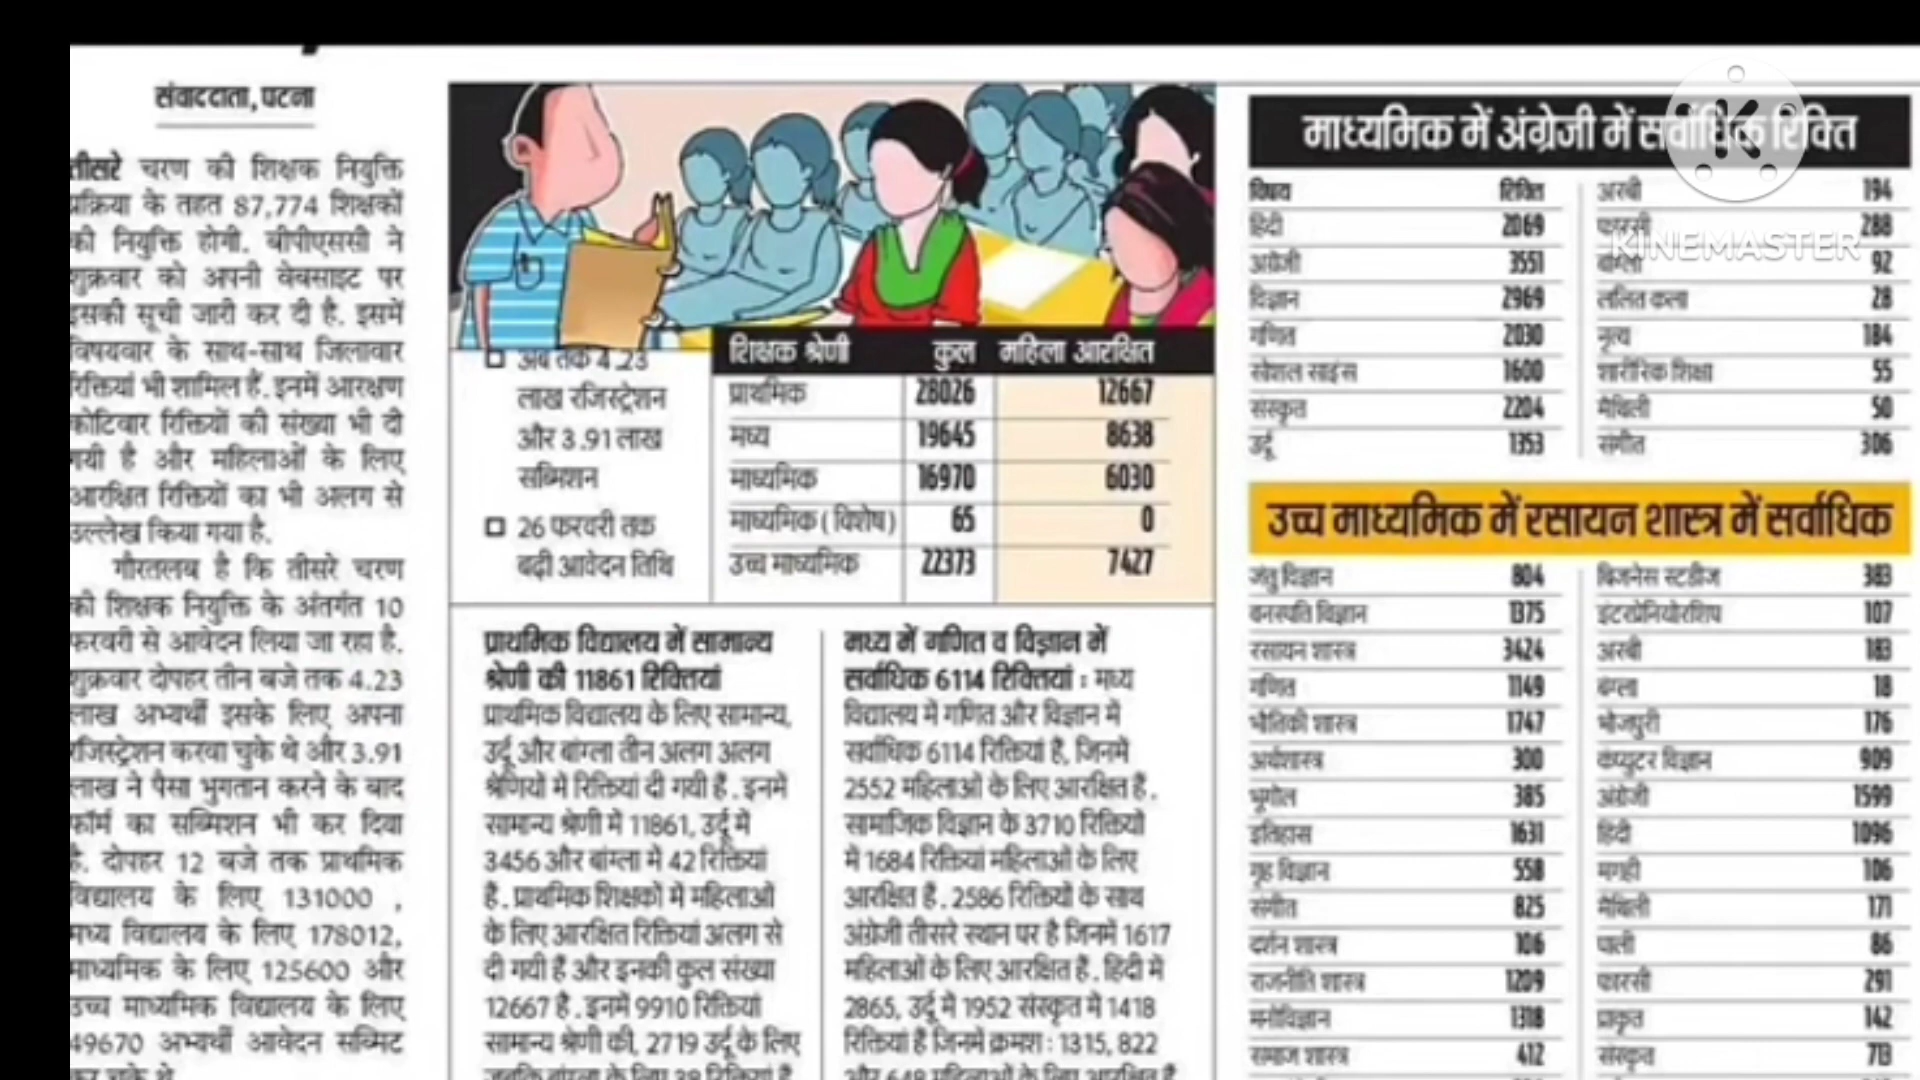 संवाददाता, पटना
तीसरे चरण की शिक्षक नियुक्ति
प्रक्रिया के तहत 87,774 शिक्षकों
की नियुक्ति होगी. बीपीएससी ने
शुक्रवार को अपनी वेबसाइट पर
इसकी सूची जारी कर दी है. इसमें
विषयवार के साथ-साथ जिलावार
रिक्तियां भी शामिल हैं. इनमें आरक्षण
कोटिवार रिक्तियों की संख्या भी दी
गयी है और महिलाओं के लिए
आरक्षित रिक्तियों का भी अलग से
उल्लेख किया गया है.
गौरतलब है कि तीसरे चरण
की शिक्षक नियुक्ति के अंतर्गत 10
फरवरी से आवेदन लिया जा रहा है.
शुक्रवार दोपहर तीन बजे तक 4.23
लाख अभ्यर्थी इसके लिए अपना
रजिस्ट्रेशन करवा चुके थे और 3.91
लाख ने पैसा भुगतान करने के बाद
फॉर्म का सब्मिशन भी कर दिया
है. दोपहर 12 बजे तक प्राथमिक
विद्यालय के लिए 131000 ,
मध्य विद्यालय के लिए 178012,
माध्यमिक के लिए 125600 और
उच्च माध्यमिक विद्यालय के लिए
49670 अभ्यर्थी आवेदन सब्मिट
कर चुके थे
अब तक 4.23
लाख रजिस्ट्रेशन
और 3.91 लाख
सब्मिशन
26 फरवरी तक
बढ़ी आवेदन तिथि
शिक्षक श्रेणी कुल महिला आरक्षित
प्राथमिक 28026 12667
मध्य 19645 8638
माध्यमिक 16970 6030
माध्यमिक ( विशेष) 65 0
उच्च माध्यमिक 22373 7427
प्राथमिक विद्यालय में सामान्य
श्रेणी की 11861 रिक्तियां
प्राथमिक विद्यालय के लिए सामान्य,
उर्दू और बांग्ला तीन अलग अलग
श्रेणियों में रिक्तियां दी गयी हैं . इनमें
सामान्य श्रेणी में 11861, उर्दू में
3456 और बांग्ला में 42 रिक्तियां
हैं . प्राथमिक शिक्षकों में महिलाओं
के लिए आरक्षित रिक्तियां अलग से
दी गयी हैं और इनकी कुल संख्या
12667 है . इनमें 9910 रिक्तियां
सामान्य श्रेणी की, 2719 उर्दू के लिए
जबकि बांग्ला के लिए 38 रिक्तियां हैं
मध्य में गणित व विज्ञान में
सर्वाधिक 6114 रिक्तियां : मध्य
विद्यालय में गणित और विज्ञान में
सर्वाधिक 6114 रिक्तियां हैं, जिनमें
2552 महिलाओं के लिए आरक्षित हैं .
सामाजिक विज्ञान के 3710 रिक्तियों
में 1684 रिक्तियां महिलाओं के लिए
आरक्षित हैं . 2586 रिक्तियों के साथ
अंग्रेजी तीसरे स्थान पर है जिनमें 1617
महिलाओं के लिए आरक्षित हैं . हिंदी में
2865, उर्दू में 1952 संस्कृत में 1418
रिक्तियां हैं जिनमें क्रमश : 1315, 822
और 648 महिलाओं के लिए आरक्षित हैं
माध्यमिक में अंग्रेजी में सर्वाधिक रिक्ति
विषय रिक्ति
हिंदी 2069
अंग्रेजी 3551
विज्ञान 2969
गणित 2030
सोशल साइंस 1600
संस्कृत 2204
उर्दू 1353
अरबी 194
फारसी 288
बांग्ला 92
ललित कला 28
नृत्य 184
शारीरिक शिक्षा 55
मैथिली 50
संगीत 306
KINEMASTER
उच्च माध्यमिक में रसायन शास्त्र में सर्वाधिक
जंतु विज्ञान 804
वनस्पति विज्ञान 1375
रसायन शास्त्र 3424
गणित 1149
भौतिकी शास्त्र 1747
अर्थशास्त्र 300
भूगोल 385
इतिहास 1631
गृह विज्ञान 558
संगीत 825
दर्शन शास्त्र 106
राजनीति शास्त्र 1209
मनोविज्ञान 1318
समाज शास्त्र 412
बिजनेस स्टडीज 383
इंटरप्रेनियोरशिप 107
अरबी 183
बंग्ला 18
भोजपुरी 176
कंप्युटर विज्ञान 909
अंग्रेजी 1599
हिंदी 1096
मगही 106
मैथिली 171
पाली 86
फारसी 291
प्राकृत 142
संस्कृत 713